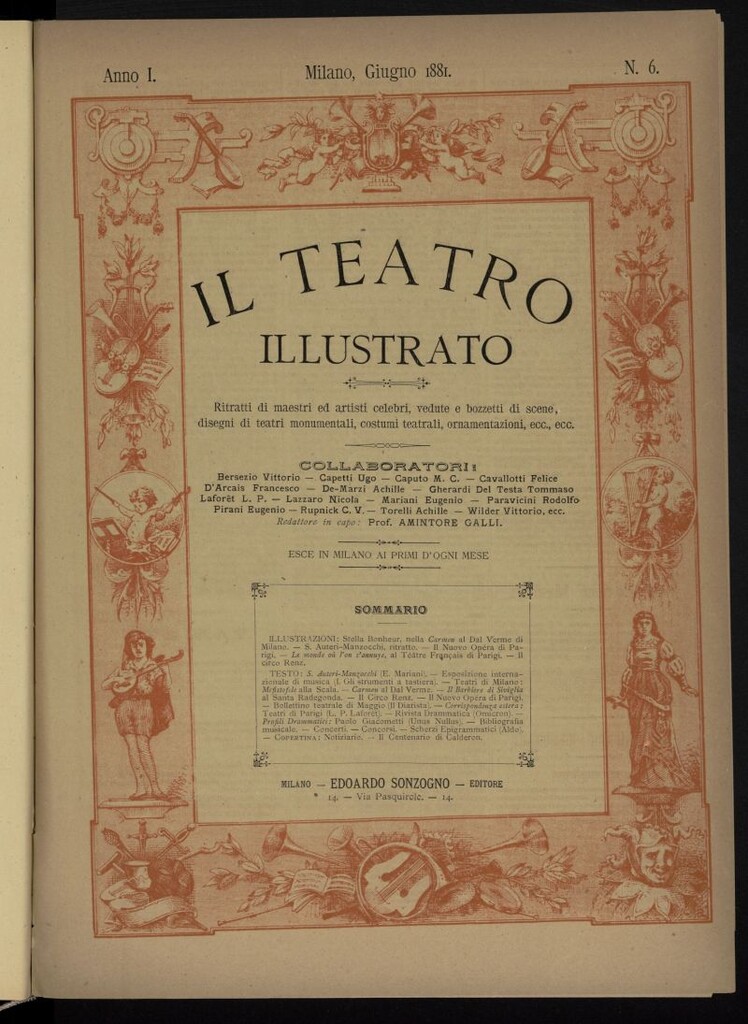 Anno I.
Milano, Giugno 1881.
N. 6.
IL TEATRO
ILLUSTRATO
Ritratti di maestri ed artisti celebri, vedute e bozzetti di scene,
disegni di teatri monumentali, costumi teatrali, ornamentazioni, ecc., ecc.
COLLABORATORI:
Bersezio Vittorio — Capetti Ugo — Caputo M. C. — Cavallotti Felice
D'Arcais Francesco — De-Marzi Achille — Gherardi Del Testa Tommaso
Laforêt L. P. — Lazzaro Nicola — Mariani Eugenio — Paravicini Rodolfo
Pirani Eugenio — Rupnick C. V. — Torelli Achille — Wilder Vittorio, ecc.
Redattore in capo: Prof. AMINTORE GALLI.
ESCE IN MILANO AI PRIMI D'OGNI MESE
SOMMARIO
ILLUSTRAZIONI: Stella Bonheur, nella Carmen al Dal Verme di
Milano. — S. Auteri-Manzocchi, ritratto. — Il Nuovo Opéra di Pa-
rigi. — Le monde où l'on s'ennuye, al Téâtre Français di Parigi. — Il
circo Renz.
TESTO: S. Auteri-Manzocchi (E. Mariani). — Esposizione interna-
zionale di musica (I. Gli strumenti a tastiera). — Teatri di Milano:
Mefistofele alla Scala. — Carmen al Dal Verme. — Il Barbiere di Siviglia
al Santa Radegonda. — Il Circo Renz. — Il Nuovo Opéra di Parigi.
— Bollettino teatrale di Maggio (Il Diarista). — Corrispondenza estera:
Teatri di Parigi (L. P. Laforêt). — Rivista Drammatica (Omicron). —
Profili Drammatici: Paolo Giacometti (Unus Nullus). — Bibliografia
musicale. — Concerti. — Concorsi. — Scherzi Epigrammatici (Aldo).
— COPERTINA: Notiziario. — Il Centenario di Calderon.
MILANO — EDOARDO SONZOGNO — EDITORE
14. — Via Pasquirolo. — 14.